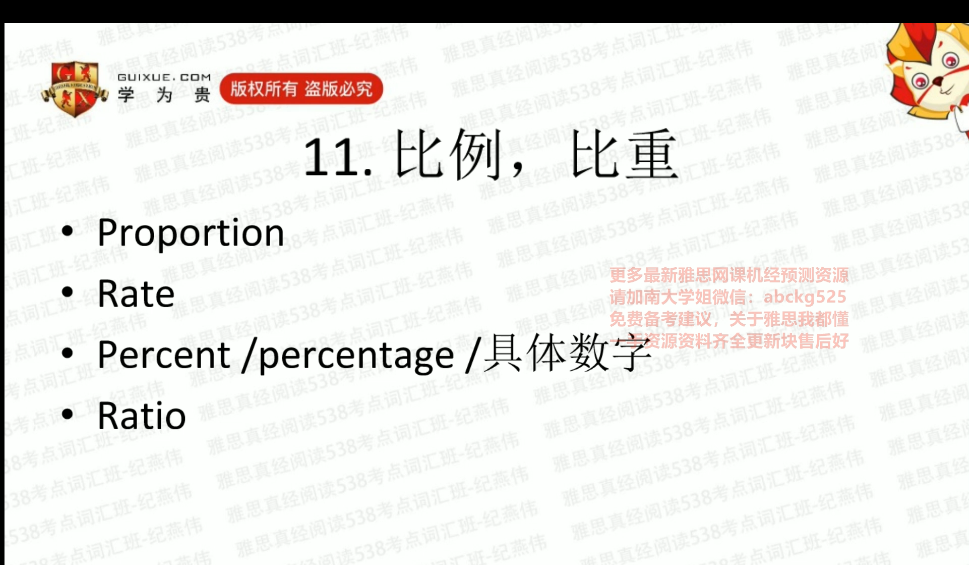 GUIXUE.COM
学为贵
版权所有 盗版必究
11. 比例，比重
• Proportion
• Rate
更多最新雅思网课机经预测资源
请加南大学姐微信：abckg525
免费备考建议，关于雅思我都懂
资源资料齐全更新块售后好
• Percent /percentage /具体数字
• Ratio
雅思真经阅读538考点词汇班-纪燕伟